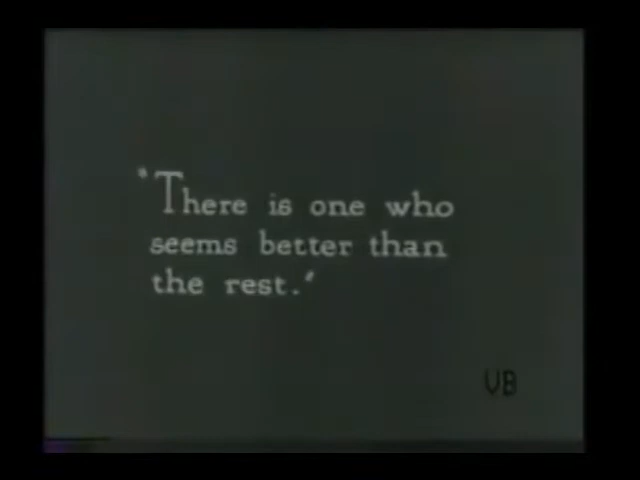 "There is one who
seems better than
the rest."
VB